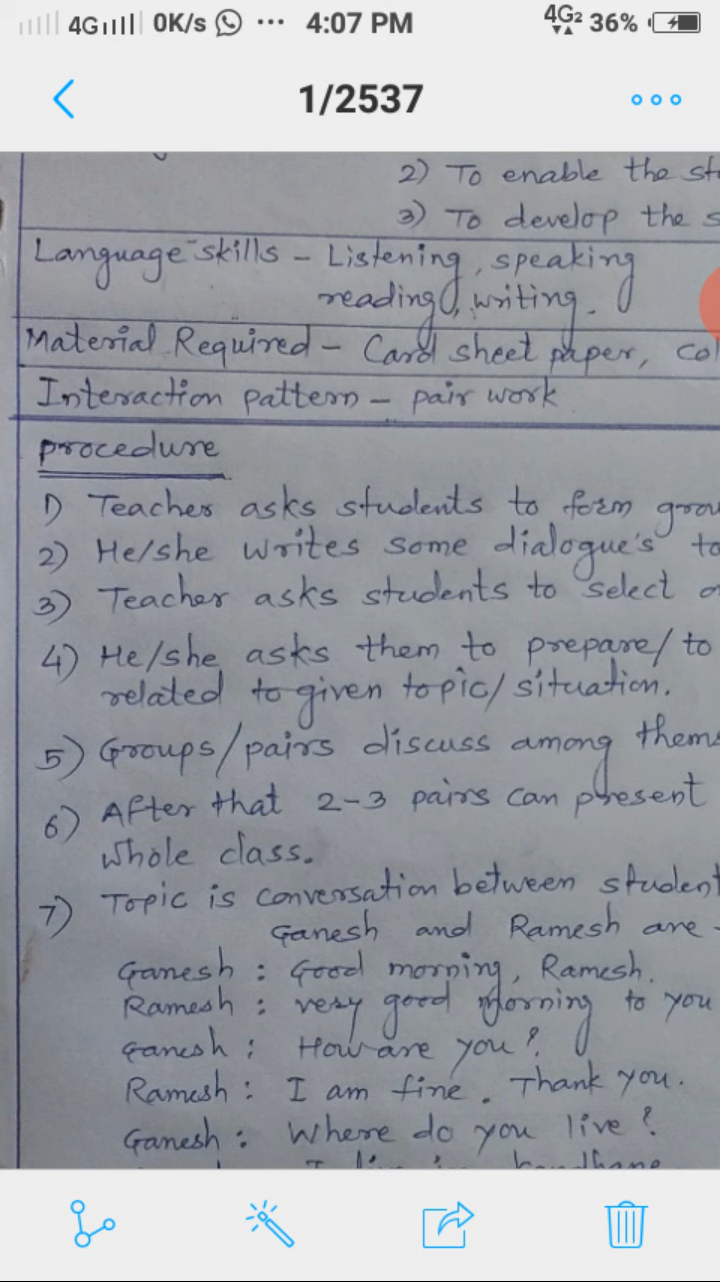 4G 0K/s ... 4:07 PM 4G2 36%
1/2537
2) To enable the
3) To develop the
Language skills - Listening, speaking
reading, writing.
Material Required - Card sheet paper,
Interaction pattern - pair work
procedure
1) Teacher asks students to form
2) He/she writes some dialogue's to
3) Teacher asks students to select
4) He/she asks them to prepare/ to
related to given topic/ situation.
5) Groups/pairs discuss among
6) After that 2-3 pairs can present
whole class.
7) Topic is conversation between student
Ganesh and Ramesh are
Ganesh : Good morning, Ramesh.
Ramesh : very good morning to you
Ganesh : How are you?
Ramesh : I am fine. Thank you.
Ganesh : Where do you live?